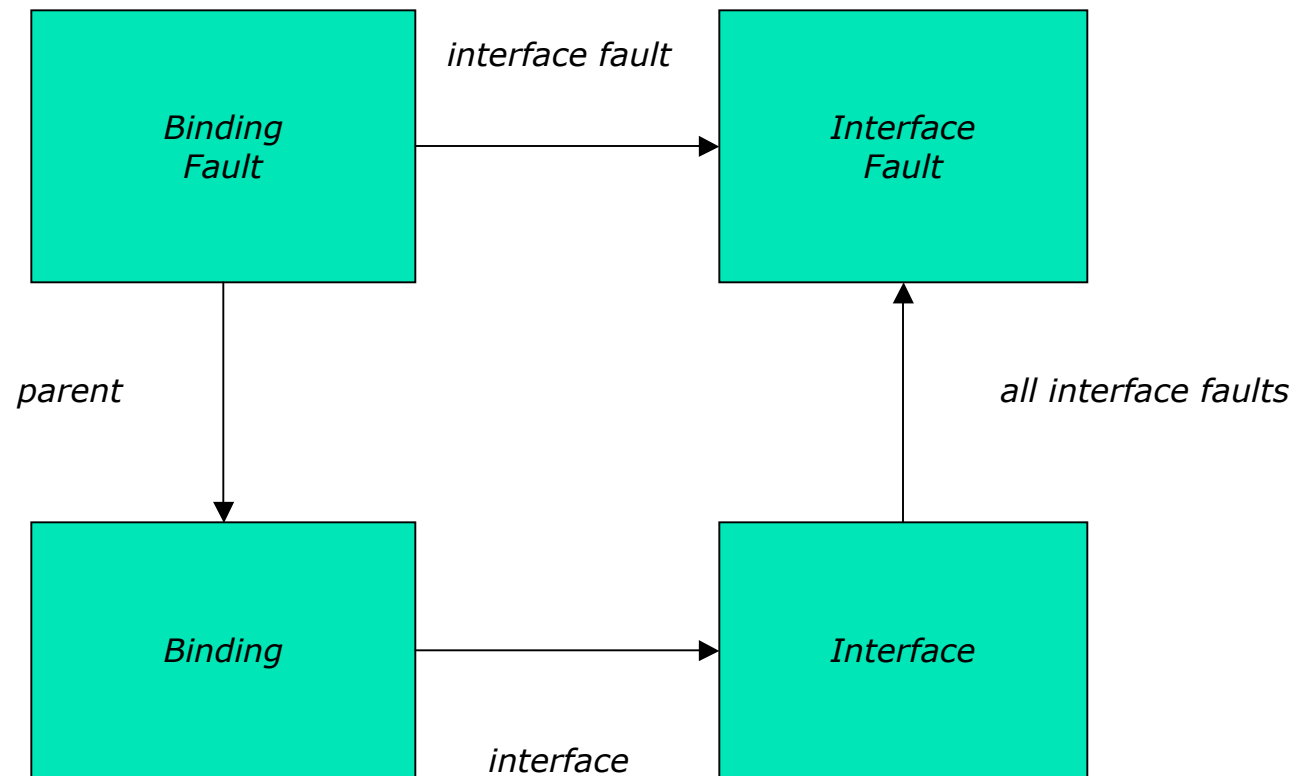 interface fault
Binding
Fault
Interface
Fault
parent
all interface faults
Binding
Interface
interface